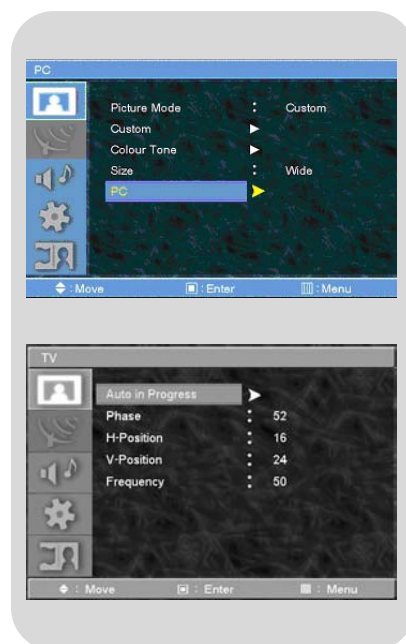 PC
Picture Mode : Custom
Custom
Colour Tone
Size : Wide
PC
: Move : Enter : Menu
TV
Auto in Progress
Phase : 52
H-Position : 16
V-Position : 24
Frequency : 50
: Move : Enter : Menu